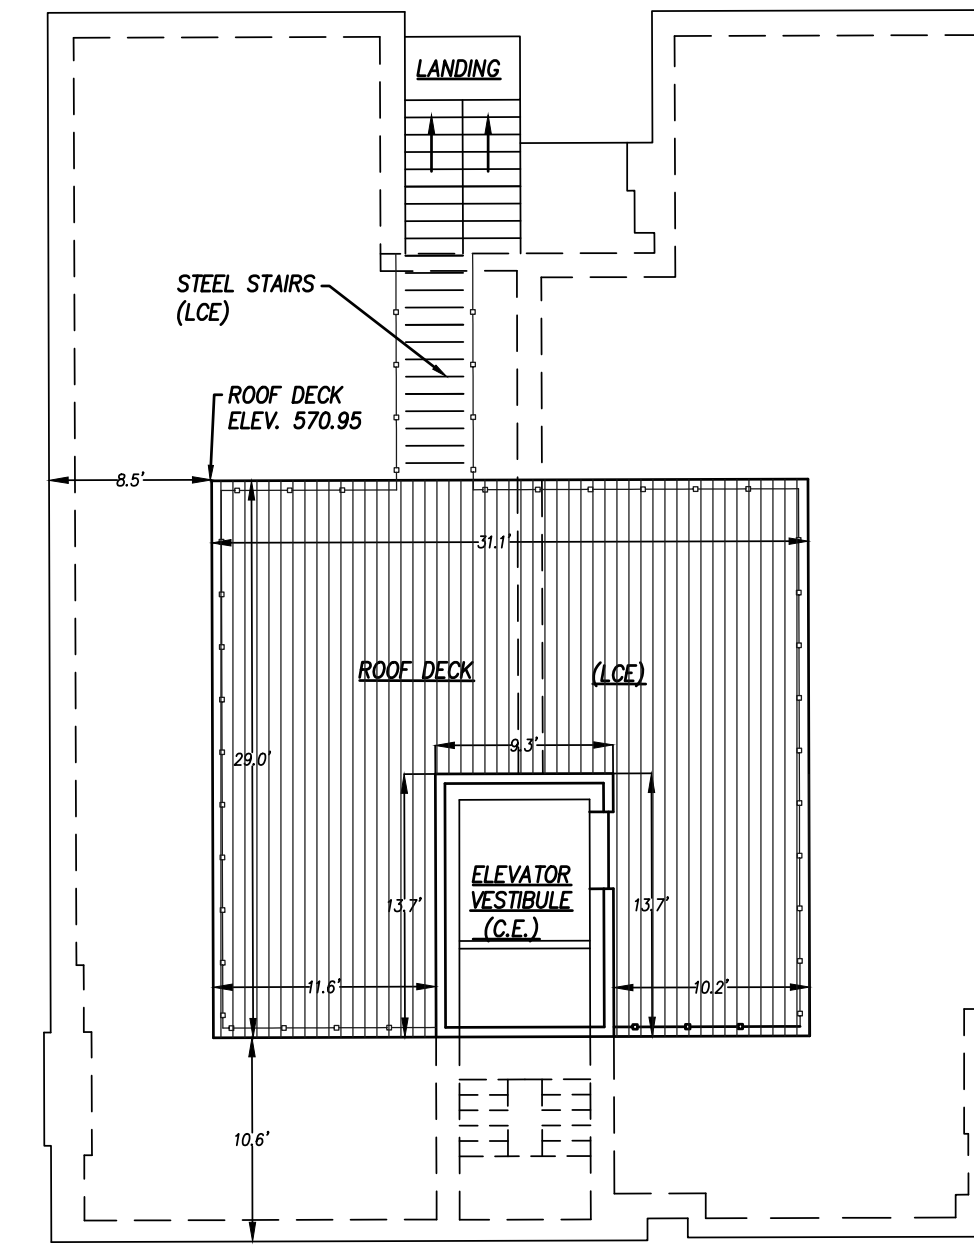 LANDING
STEEL STAIRS
(LCE)
ROOF DECK
ELEV. 570.95
8.5'
31.1'
ROOF DECK
(LCE)
9.3'
29.0'
ELEVATOR
VESTIBULE
(C.E.)
13.7'
13.7'
11.6'
10.2'
10.6'